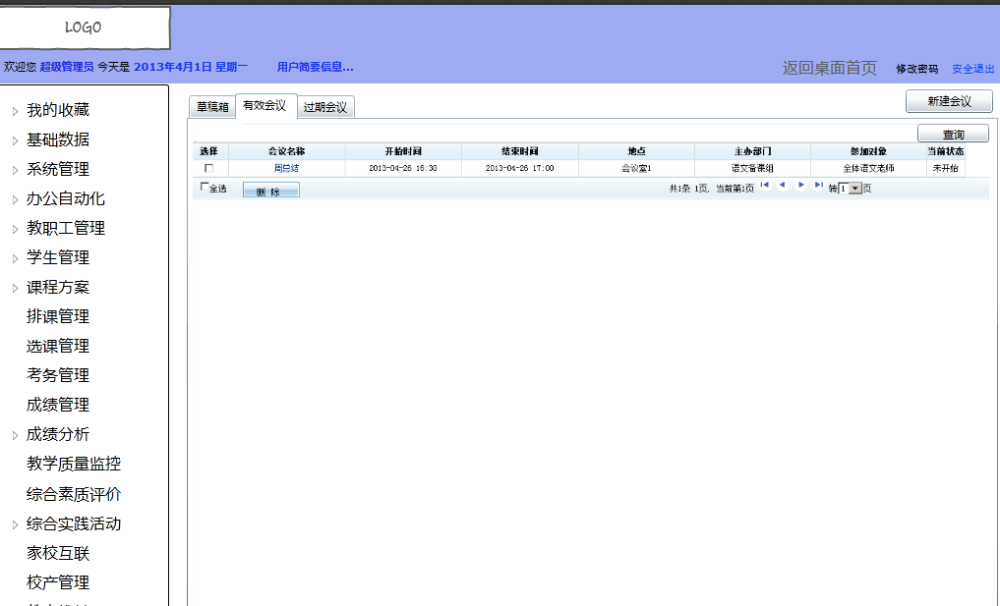 LOGO
欢迎您 超级管理员 今天是 2013年4月1日 星期一 用户简要信息... 返回桌面首页 修改密码 安全退出
我的收藏
基础数据
系统管理
办公自动化
教职工管理
学生管理
课程方案
排课管理
选课管理
考务管理
成绩管理
成绩分析
教学质量监控
综合素质评价
综合实践活动
家校互联
校产管理
草稿箱 有效会议 过期会议 新建会议
查询
选择 会议名称 开始时间 结束时间 地点 主办部门 参加对象 当前状态
周总结 2013-04-26 16:30 2013-04-26 17:00 会议室1 语文备课组 全体语文老师 未开始
全选 删 除 共1条 1页, 当前第1页 转 1 页